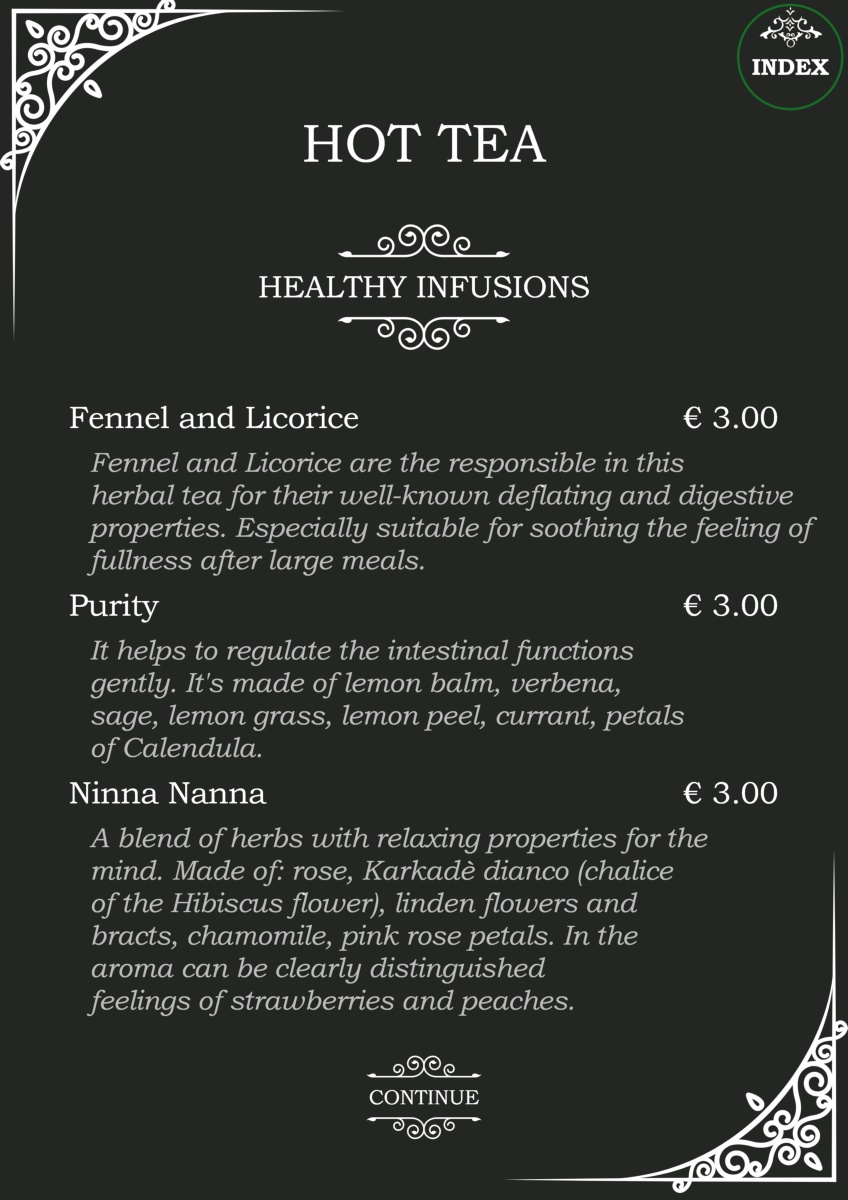 INDEX
HOT TEA
HEALTHY INFUSIONS
Fennel and Licorice € 3.00
Fennel and Licorice are the responsible in this
herbal tea for their well-known deflating and digestive
properties. Especially suitable for soothing the feeling of
fullness after large meals.
Purity € 3.00
It helps to regulate the intestinal functions
gently. It's made of lemon balm, verbena,
sage, lemon grass, lemon peel, currant, petals
of Calendula.
Ninna Nanna € 3.00
A blend of herbs with relaxing properties for the
mind. Made of: rose, Karkadè dianco (chalice
of the Hibiscus flower), linden flowers and
bracts, chamomile, pink rose petals. In the
aroma can be clearly distinguished
feelings of strawberries and peaches.
CONTINUE